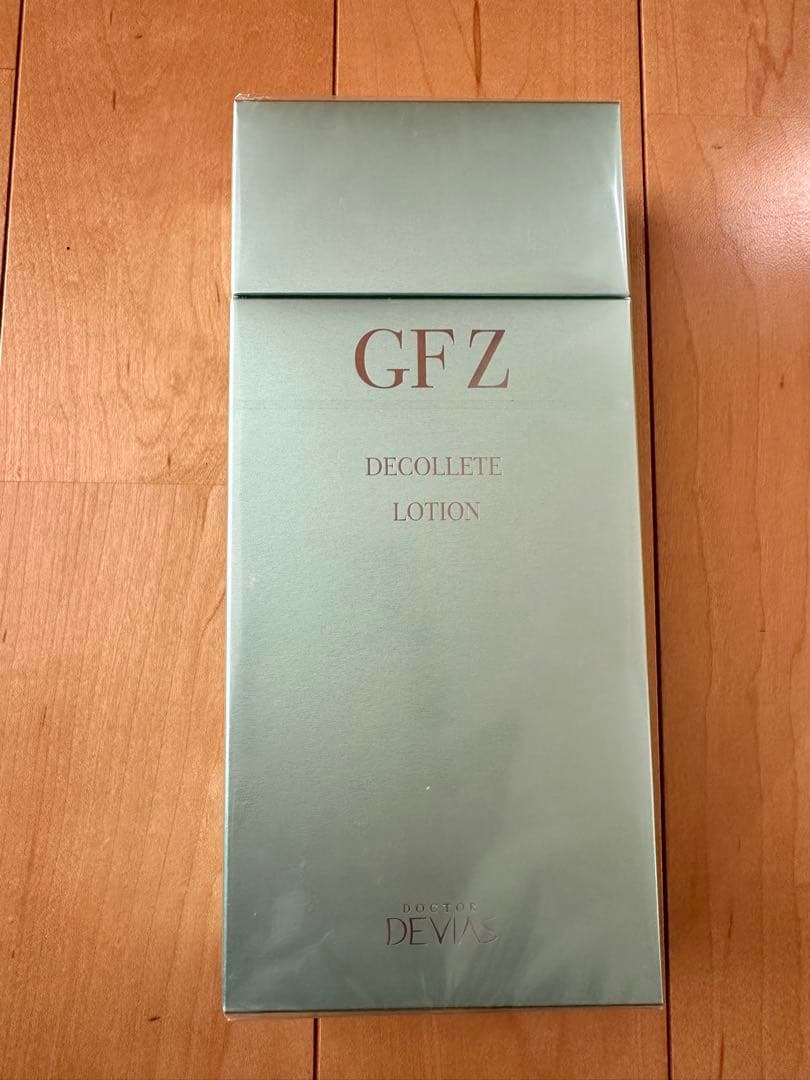 GF Z
DECOLLETE
LOTION
DOCTOR
DEVIAS